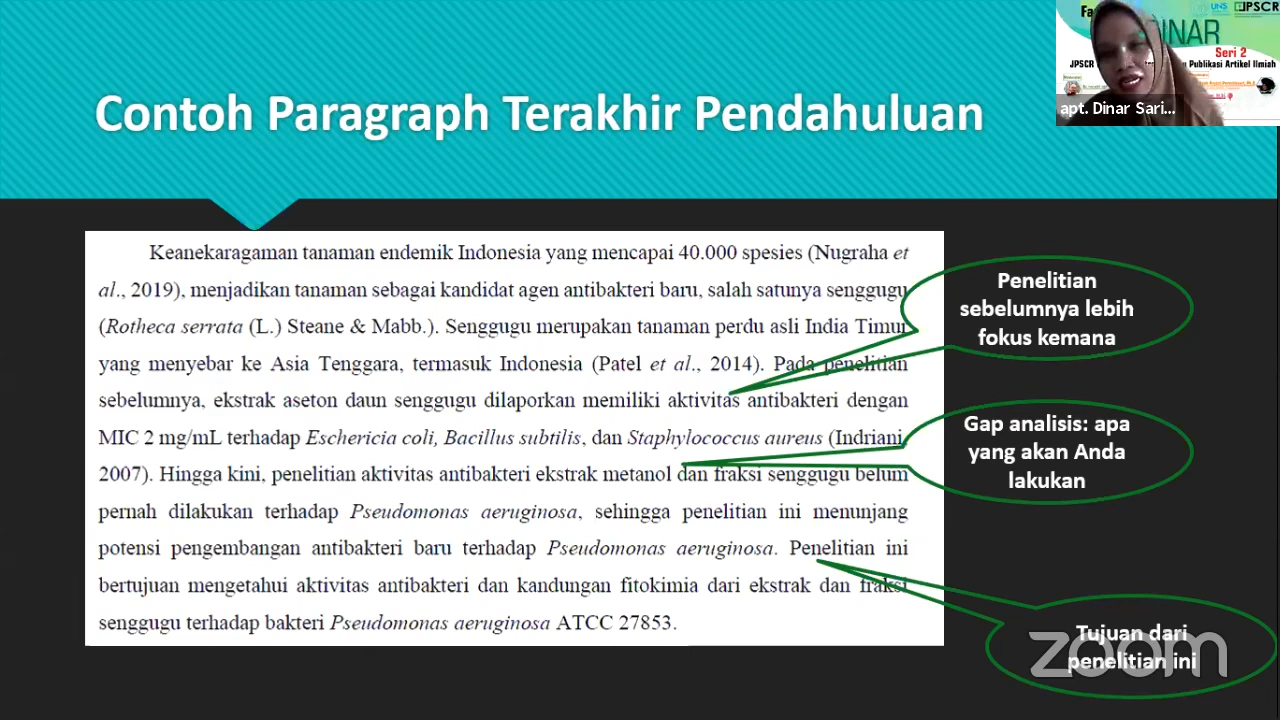 UNS
JPSCR
Fa
DINAR
Seri 2
JPSCR
Publikasi Artikel Ilmiah
apt. Dinar Sari...
Contoh Paragraph Terakhir Pendahuluan
Keanekaragaman tanaman endemik Indonesia yang mencapai 40.000 spesies (Nugraha et
al., 2019), menjadikan tanaman sebagai kandidat agen antibakteri baru, salah satunya senggugu
(Rotheca serrata (L.) Steane & Mabb.). Senggugu merupakan tanaman perdu asli India Timur
yang menyebar ke Asia Tenggara, termasuk Indonesia (Patel et al., 2014). Pada penelitian
sebelumnya, ekstrak aseton daun senggugu dilaporkan memiliki aktivitas antibakteri dengan
MIC 2 mg/mL terhadap Eschericia coli, Bacillus subtilis, dan Staphylococcus aureus (Indriani,
2007). Hingga kini, penelitian aktivitas antibakteri ekstrak metanol dan fraksi senggugu belum
pernah dilakukan terhadap Pseudomonas aeruginosa, sehingga penelitian ini menunjang
potensi pengembangan antibakteri baru terhadap Pseudomonas aeruginosa. Penelitian ini
bertujuan mengetahui aktivitas antibakteri dan kandungan fitokimia dari ekstrak dan fraksi
senggugu terhadap bakteri Pseudomonas aeruginosa ATCC 27853.
Penelitian
sebelumnya lebih
fokus kemana
Gap analisis: apa
yang akan Anda
lakukan
Tujuan dari
penelitian ini
zoom